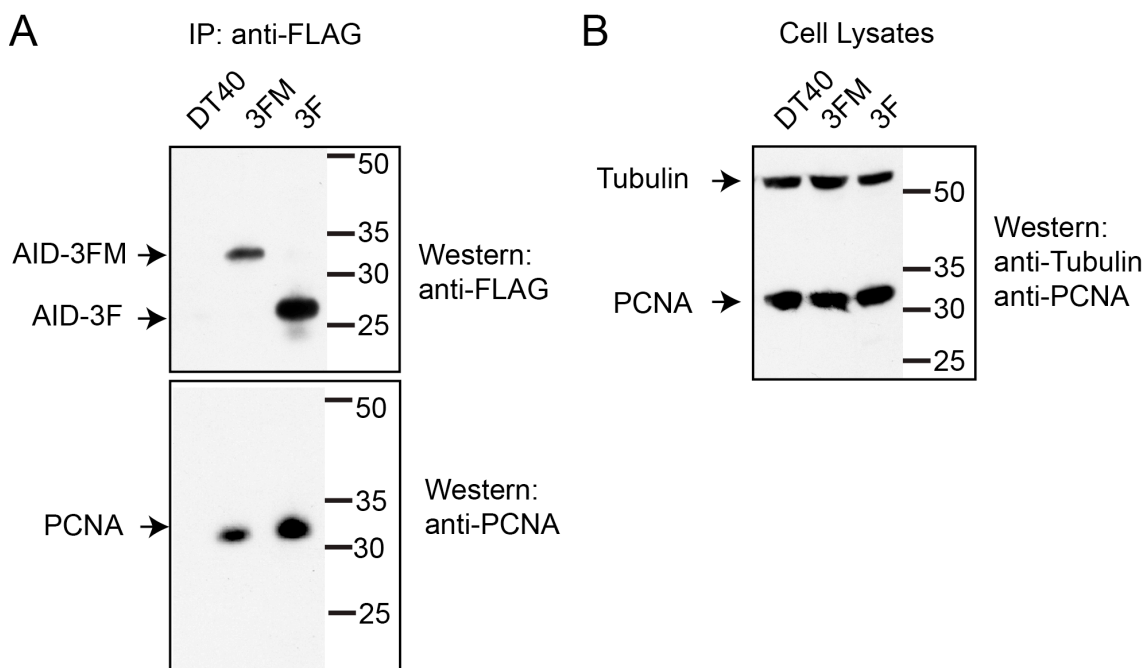 A
IP: anti-FLAG
DT40
3FM
3F
50
35
30
25
AID-3FM
AID-3F
Western:
anti-FLAG
50
35
30
25
PCNA
Western:
anti-PCNA
B
Cell Lysates
DT40
3FM
3F
Tubulin
PCNA
50
35
30
25
Western:
anti-Tubulin
anti-PCNA